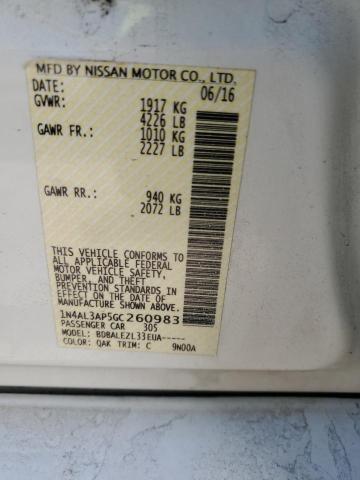 MFD BY NISSAN MOTOR CO., LTD.
DATE: 06/16
GVWR: 1917 KG
4226 LB
GAWR FR.: 1010 KG
2227 LB
GAWR RR.: 940 KG
2072 LB
THIS VEHICLE CONFORMS TO
ALL APPLICABLE FEDERAL
MOTOR VEHICLE SAFETY,
BUMPER, AND THEFT
PREVENTION STANDARDS
IN EFFECT ON THE DATE OF
MANUFACTURE SHOWN ABOVE.
1N4AL3AP5GC260983
PASSENGER CAR 305
MODEL: BDBALEZL33EUA-----
COLOR: QAK TRIM: C 9N00A